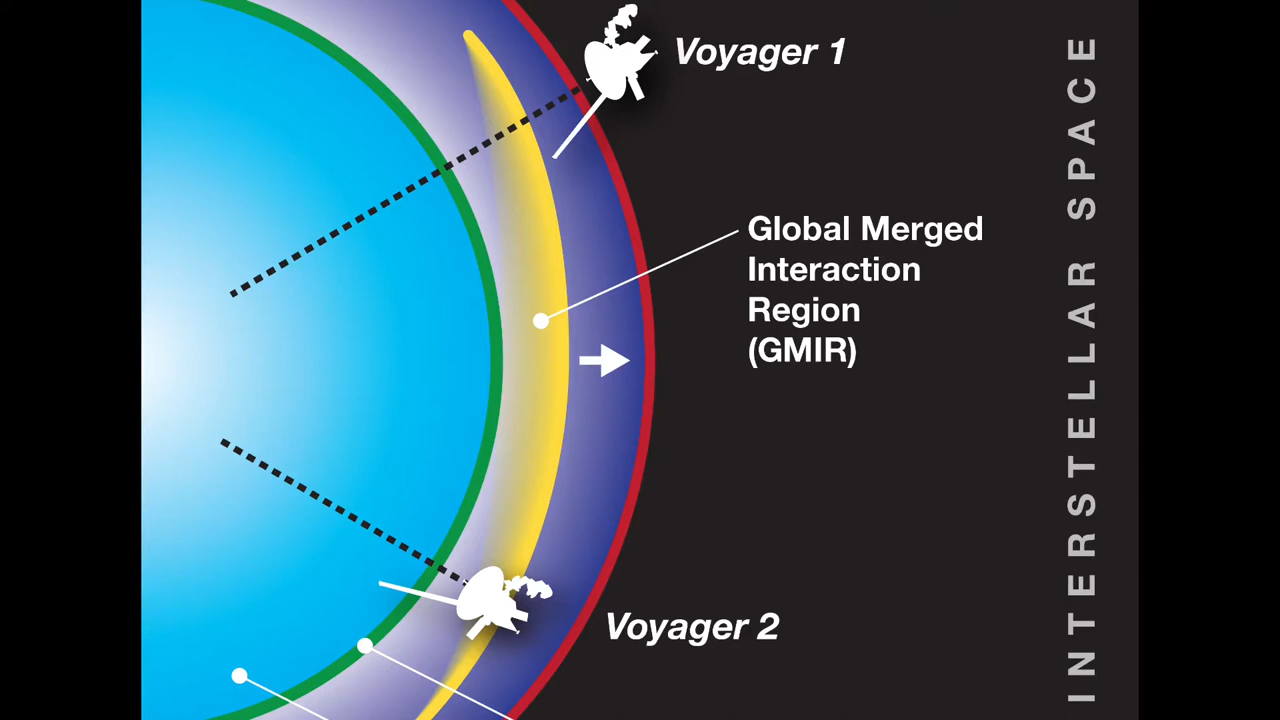 Voyager 1
Global Merged
Interaction
Region
(GMIR)
Voyager 2
INTERSTELLAR SPACE